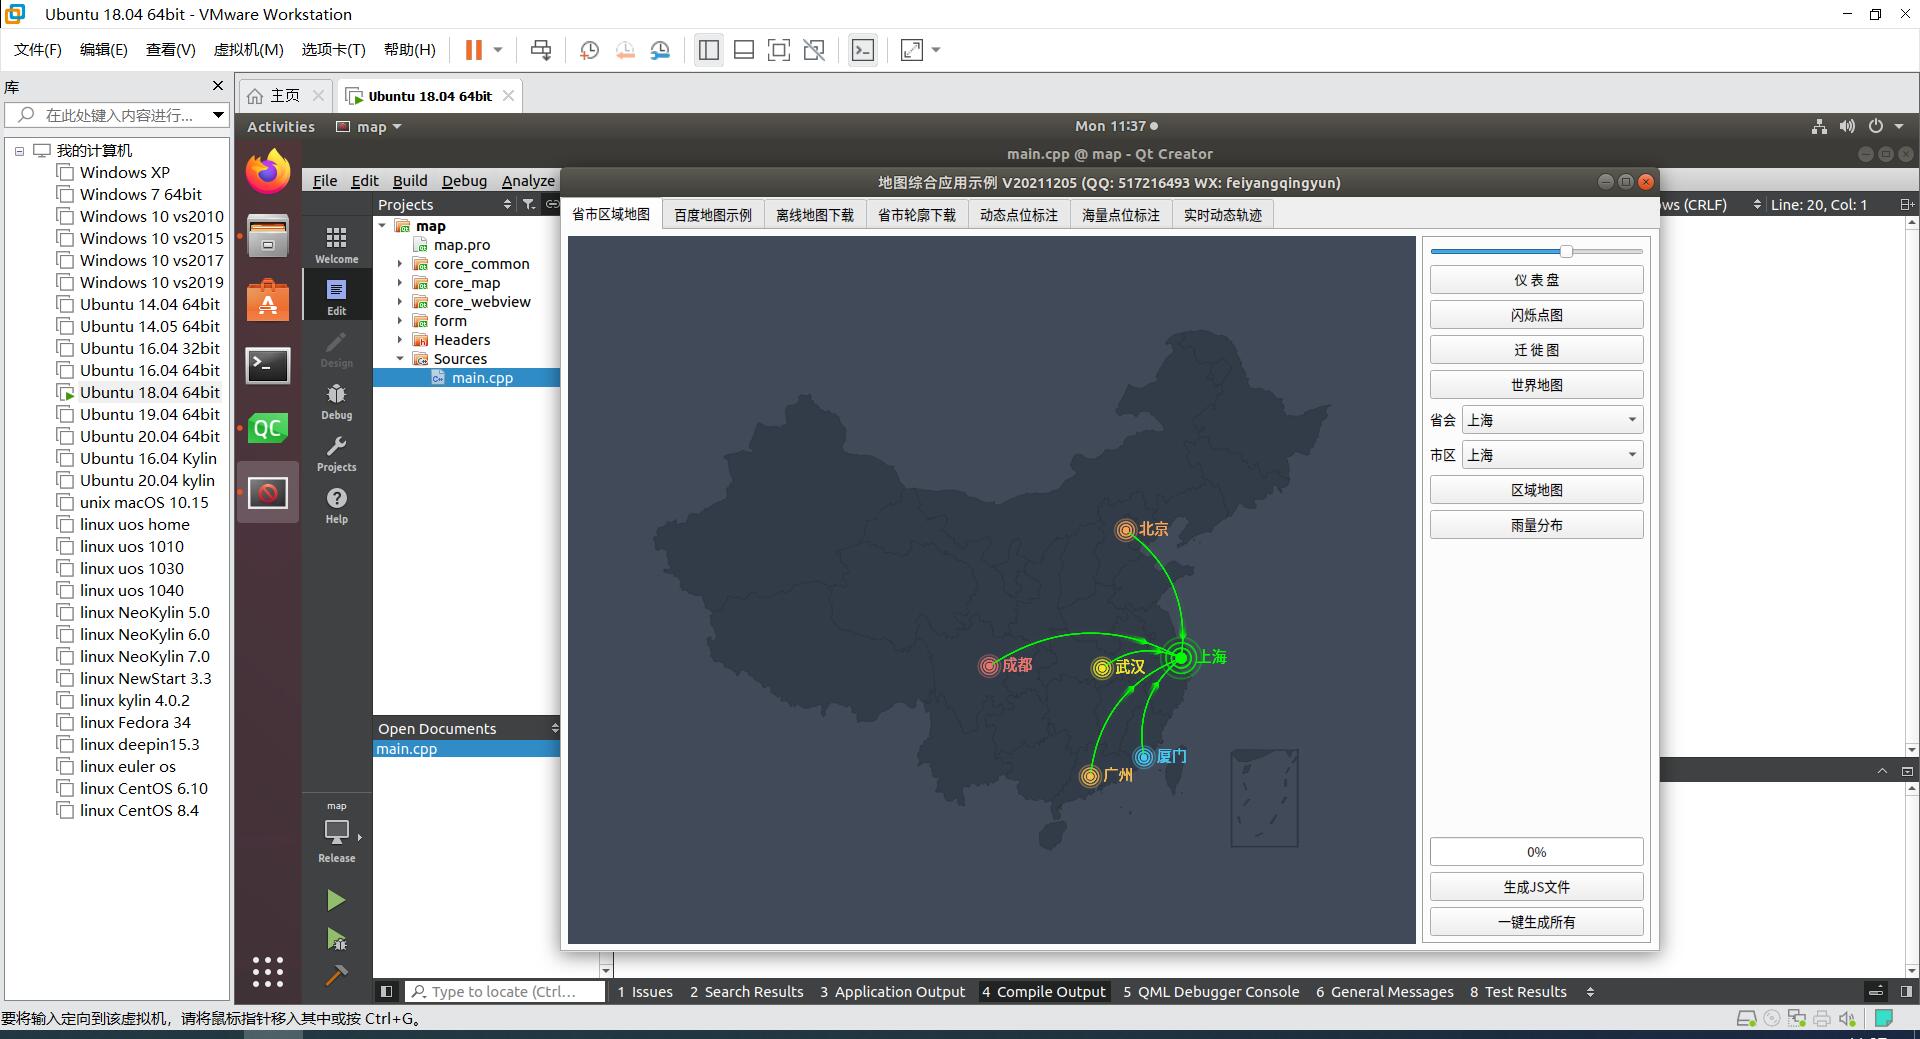 Ubuntu 18.04 64bit - VMware Workstation
文件(F) 编辑(E) 查看(V) 虚拟机(M) 选项卡(T) 帮助(H)
库
在此处键入内容进行...
我的计算机
Windows XP
Windows 7 64bit
Windows 10 vs2010
Windows 10 vs2015
Windows 10 vs2017
Windows 10 vs2019
Ubuntu 14.04 64bit
Ubuntu 14.05 64bit
Ubuntu 16.04 32bit
Ubuntu 16.04 64bit
Ubuntu 18.04 64bit
Ubuntu 19.04 64bit
Ubuntu 20.04 64bit
Ubuntu 16.04 Kylin
Ubuntu 20.04 kylin
unix macOS 10.15
linux uos home
linux uos 1010
linux uos 1030
linux uos 1040
linux NeoKylin 5.0
linux NeoKylin 6.0
linux NeoKylin 7.0
linux NewStart 3.3
linux kylin 4.0.2
linux Fedora 34
linux deepin15.3
linux euler os
linux CentOS 6.10
linux CentOS 8.4
主页 Ubuntu 18.04 64bit
Activities map Mon 11:37
main.cpp @ map - Qt Creator
File Edit Build Debug Analyze
Welcome
Edit
Design
Debug
Projects
Help
map
Release
Projects
map
map.pro
core_common
core_map
core_webview
form
Headers
Sources
main.cpp
Open Documents
main.cpp
地图综合应用示例 V20211205 (QQ: 517216493 WX: feiyangqingyun)
省市区域地图 百度地图示例 离线地图下载 省市轮廓下载 动态点位标注 海量点位标注 实时动态轨迹
ws (CRLF) Line: 20, Col: 1
北京
成都
武汉
上海
厦门
广州
仪 表 盘
闪烁点图
迁 徙 图
世界地图
省会 上海
市区 上海
区域地图
雨量分布
0%
生成JS文件
一键生成所有
Type to locate (Ctrl... 1 Issues 2 Search Results 3 Application Output 4 Compile Output 5 QML Debugger Console 6 General Messages 8 Test Results
要将输入定向到该虚拟机，请将鼠标指针移入其中或按 Ctrl+G。